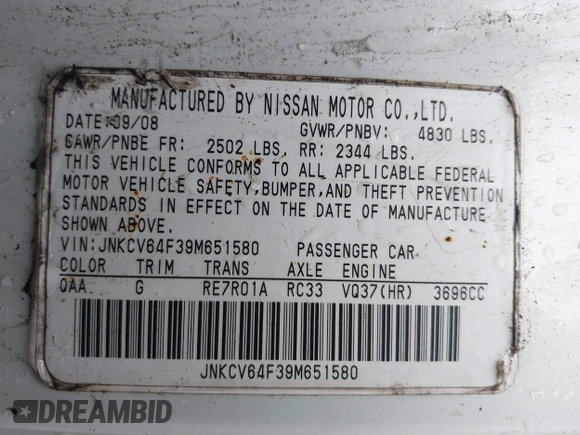 MANUFACTURED BY NISSAN MOTOR CO.,LTD.
DATE:09/08 GVWR/PNBV: 4830 LBS.
GAWR/PNBE FR: 2502 LBS, RR: 2344 LBS.
THIS VEHICLE CONFORMS TO ALL APPLICABLE FEDERAL
MOTOR VEHICLE SAFETY,BUMPER,AND THEFT PREVENTION
STANDARDS IN EFFECT ON THE DATE OF MANUFACTURE
SHOWN ABOVE.
VIN:JNKCV64F39M651580 PASSENGER CAR
COLOR TRIM TRANS AXLE ENGINE
QAA G RE7R01A RC33 VQ37(HR) 3696CC
JNKCV64F39M651580
DREAMBID